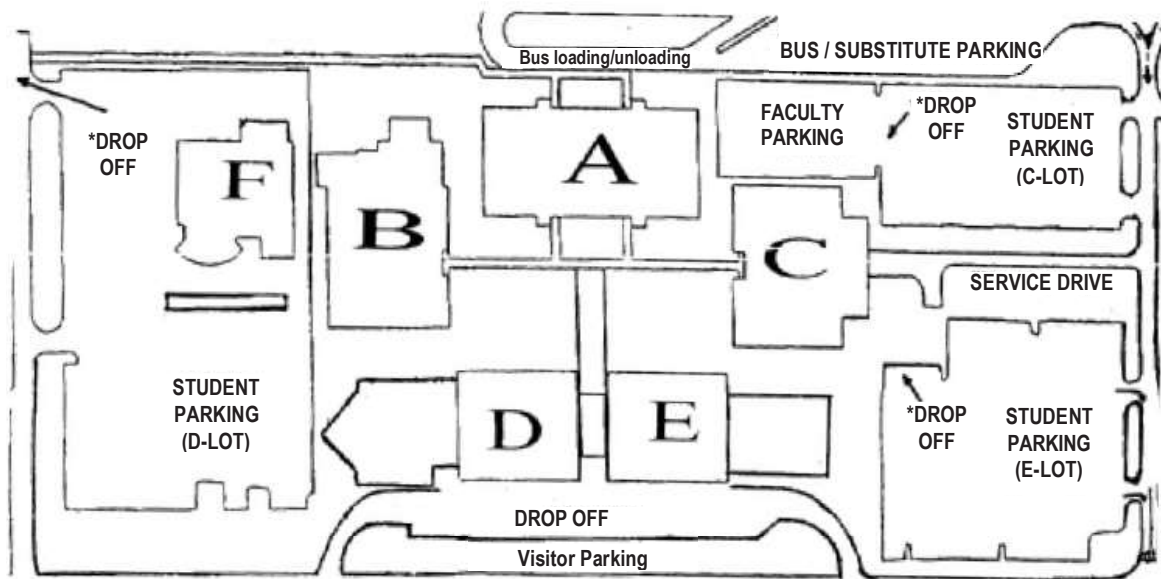 Bus loading/unloading
BUS / SUBSTITUTE PARKING
FACULTY
PARKING
*DROP
OFF
STUDENT
PARKING
(C-LOT)
*DROP
OFF
F
B
A
C
SERVICE DRIVE
STUDENT
PARKING
(D-LOT)
D
E
*DROP
OFF
STUDENT
PARKING
(E-LOT)
DROP OFF
Visitor Parking